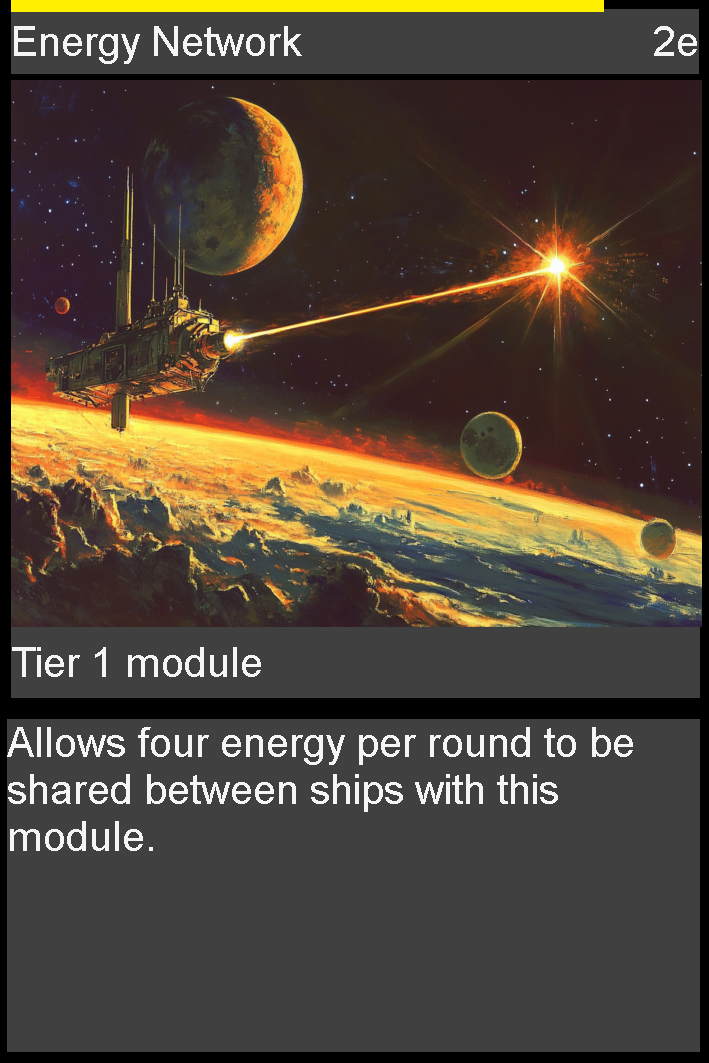 Energy Network 2e
Tier 1 module
Allows four energy per round to be
shared between ships with this
module.